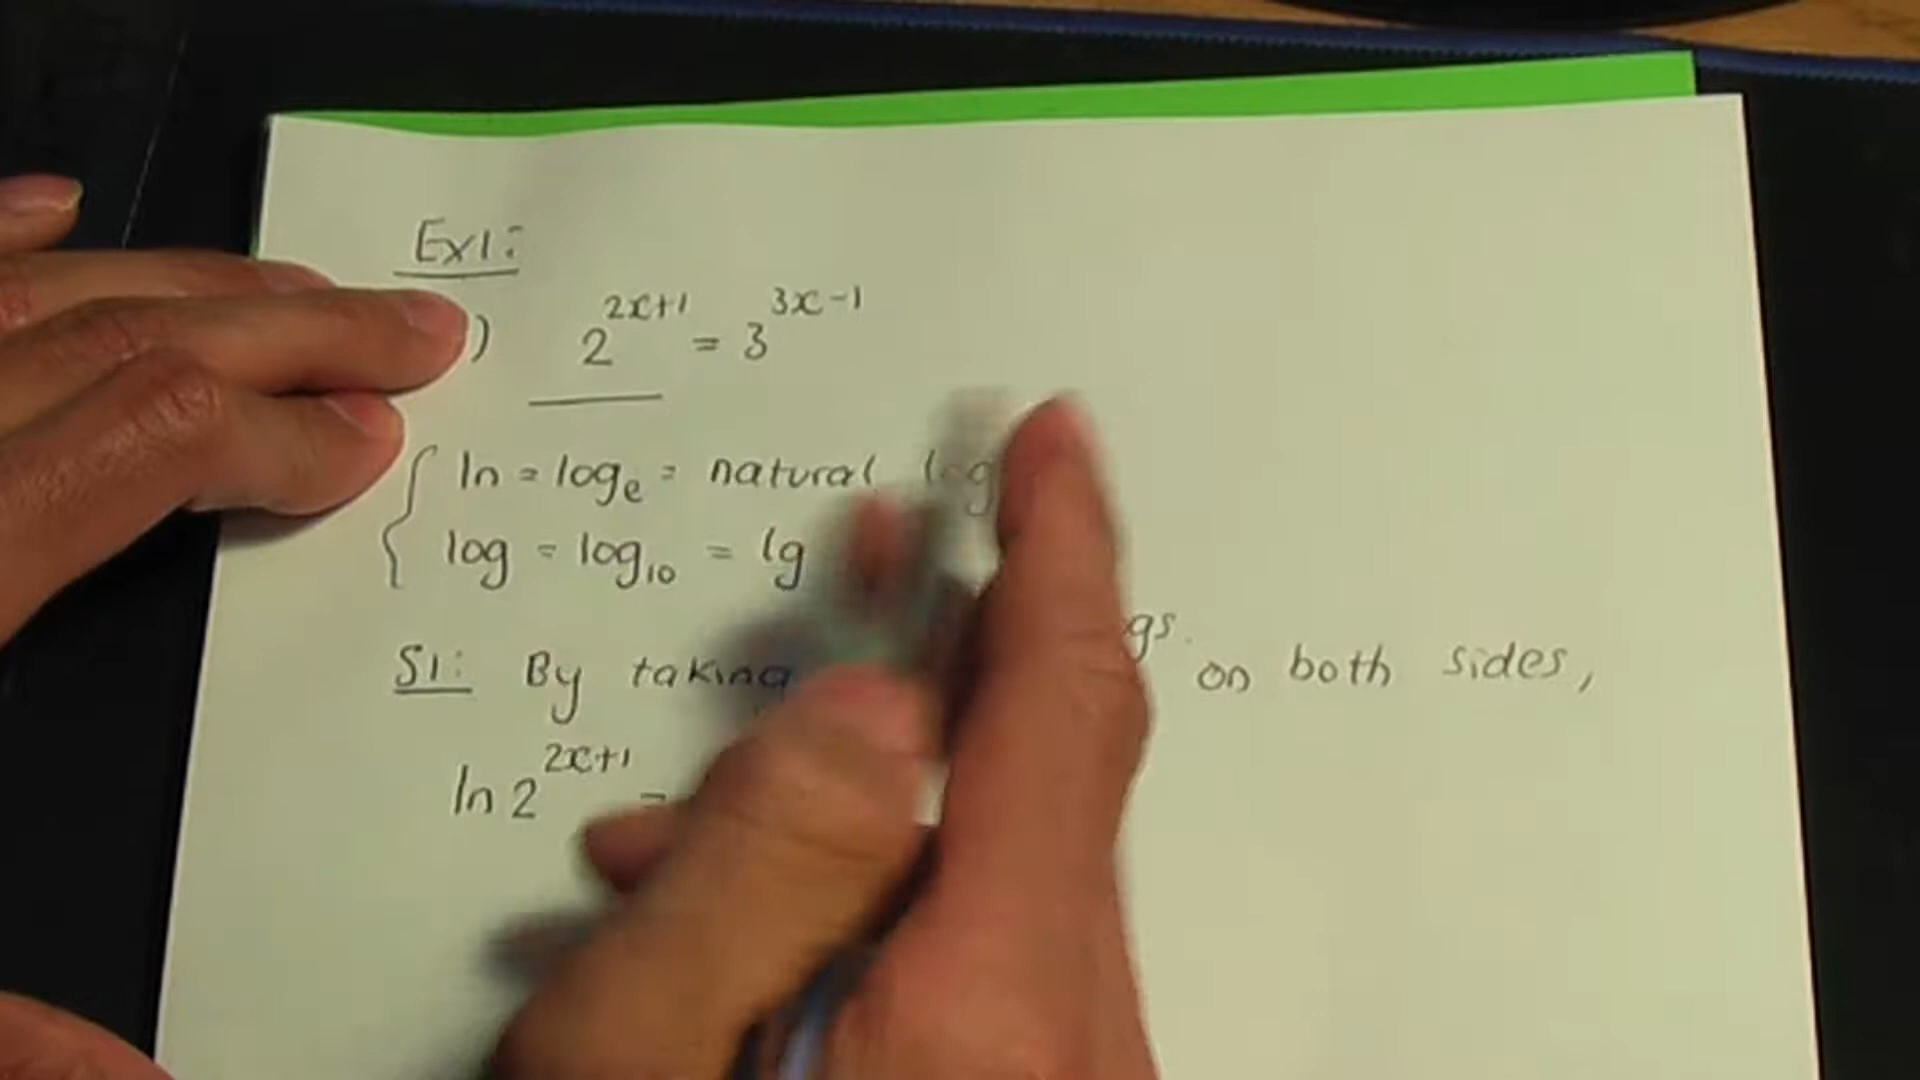 Ex1:
) 2^{2x+1} = 3^{3x-1}
ln = log_e = natural log
log = log_10 = lg
S1: By taking on both sides,
ln 2^{2x+1} =